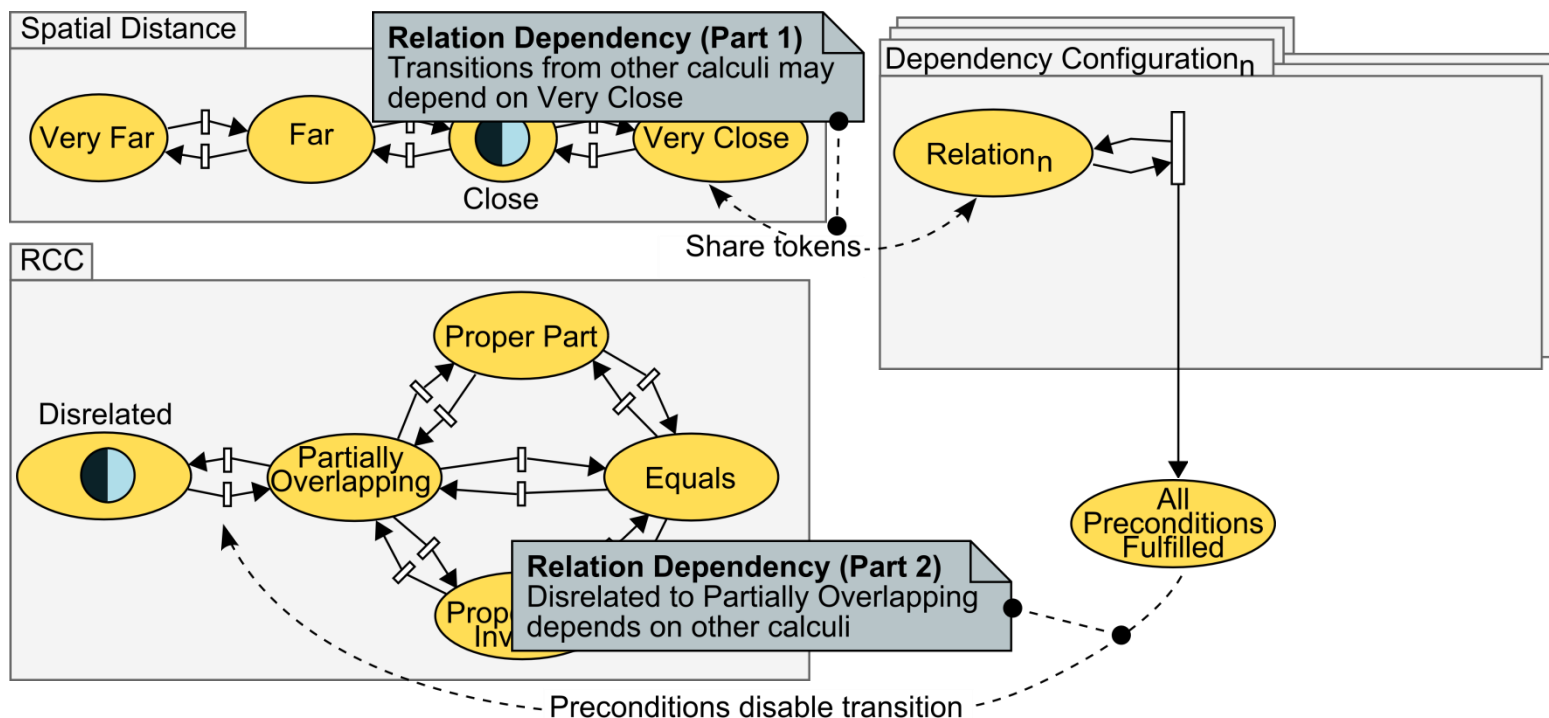 Spatial Distance
Relation Dependency (Part 1)
Transitions from other calculi may
depend on Very Close
Very Far
Far
Close
Very Close
Dependency Configuration_n
Relation_n
Share tokens
RCC
Proper Part
Disrelated
Partially
Overlapping
Equals
All
Preconditions
Fulfilled
Relation Dependency (Part 2)
Disrelated to Partially Overlapping
depends on other calculi
Preconditions disable transition